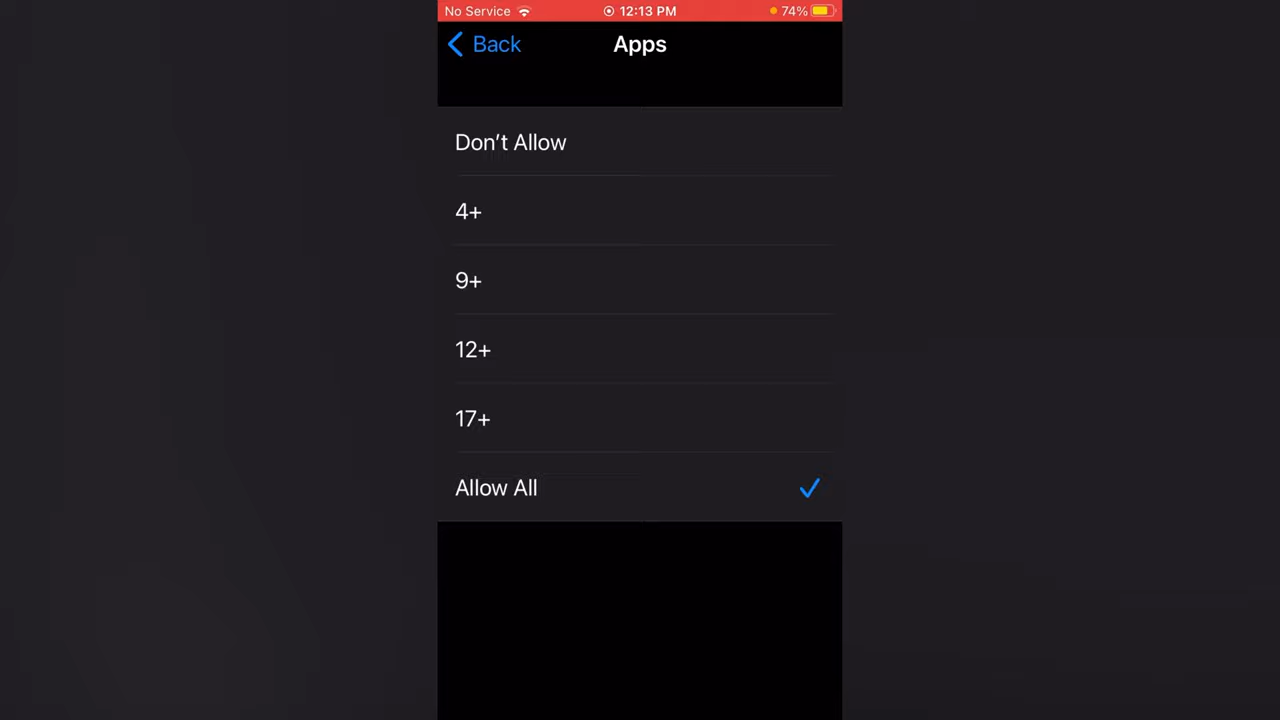 No Service 12:13 PM 74%
Back Apps
Don't Allow
4+
9+
12+
17+
Allow All